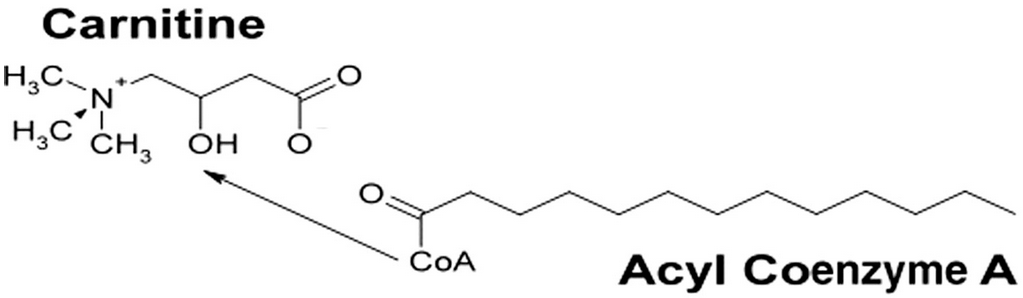 Carnitine
H₃C
N⁺
O
H₃C
CH₃
OH
O⁻
O
CoA
Acyl Coenzyme A